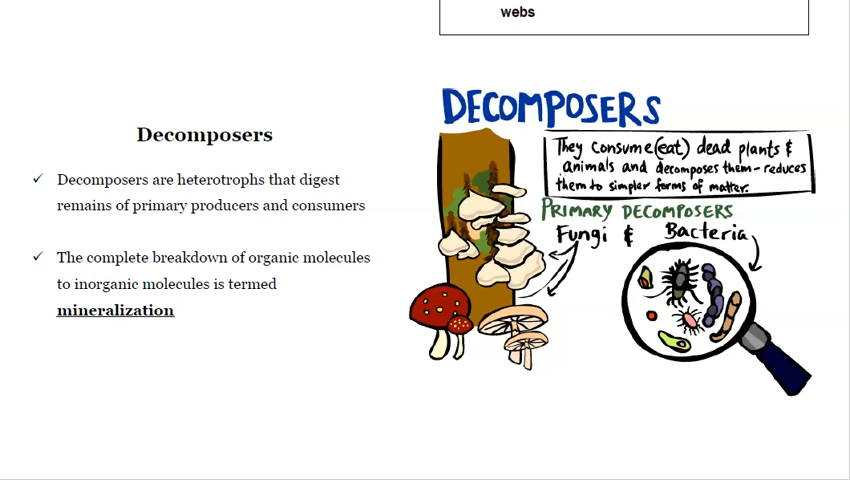 webs
Decomposers
Decomposers are heterotrophs that digest
remains of primary producers and consumers
The complete breakdown of organic molecules
to inorganic molecules is termed
mineralization
DECOMPOSERS
They consume(eat) dead plants &
animals and decomposes them - reduces
them to simpler forms of matter.
PRIMARY DECOMPOSERS
Fungi & Bacteria